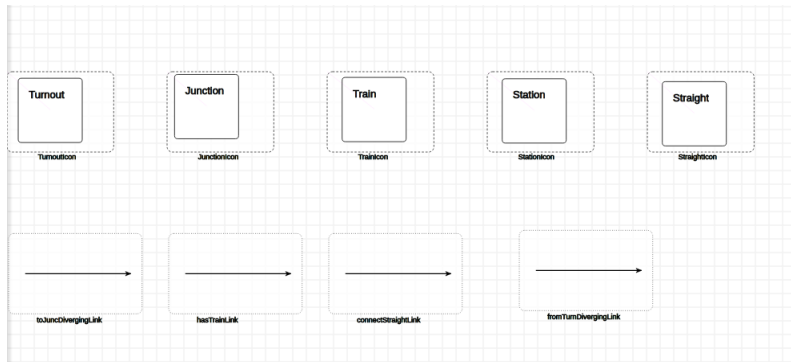 Turnout
Junction
Train
Station
Straight
TurnoutIcon
JunctionIcon
TrainIcon
StationIcon
StraightIcon
toJuncDivergingLink
hasTrainLink
connectStraightLink
fromTurnDivergingLink